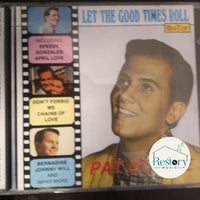 LET THE GOOD TIMES ROLL
INCLUDING
SPEEDY,
GONZALES,
APRIL LOVE
DON'T FORBID
ME
CHAINS OF
LOVE
BERNADINE
JOHNNY WILL
AND
MANY MORE
PAT
Restory
MUSIC